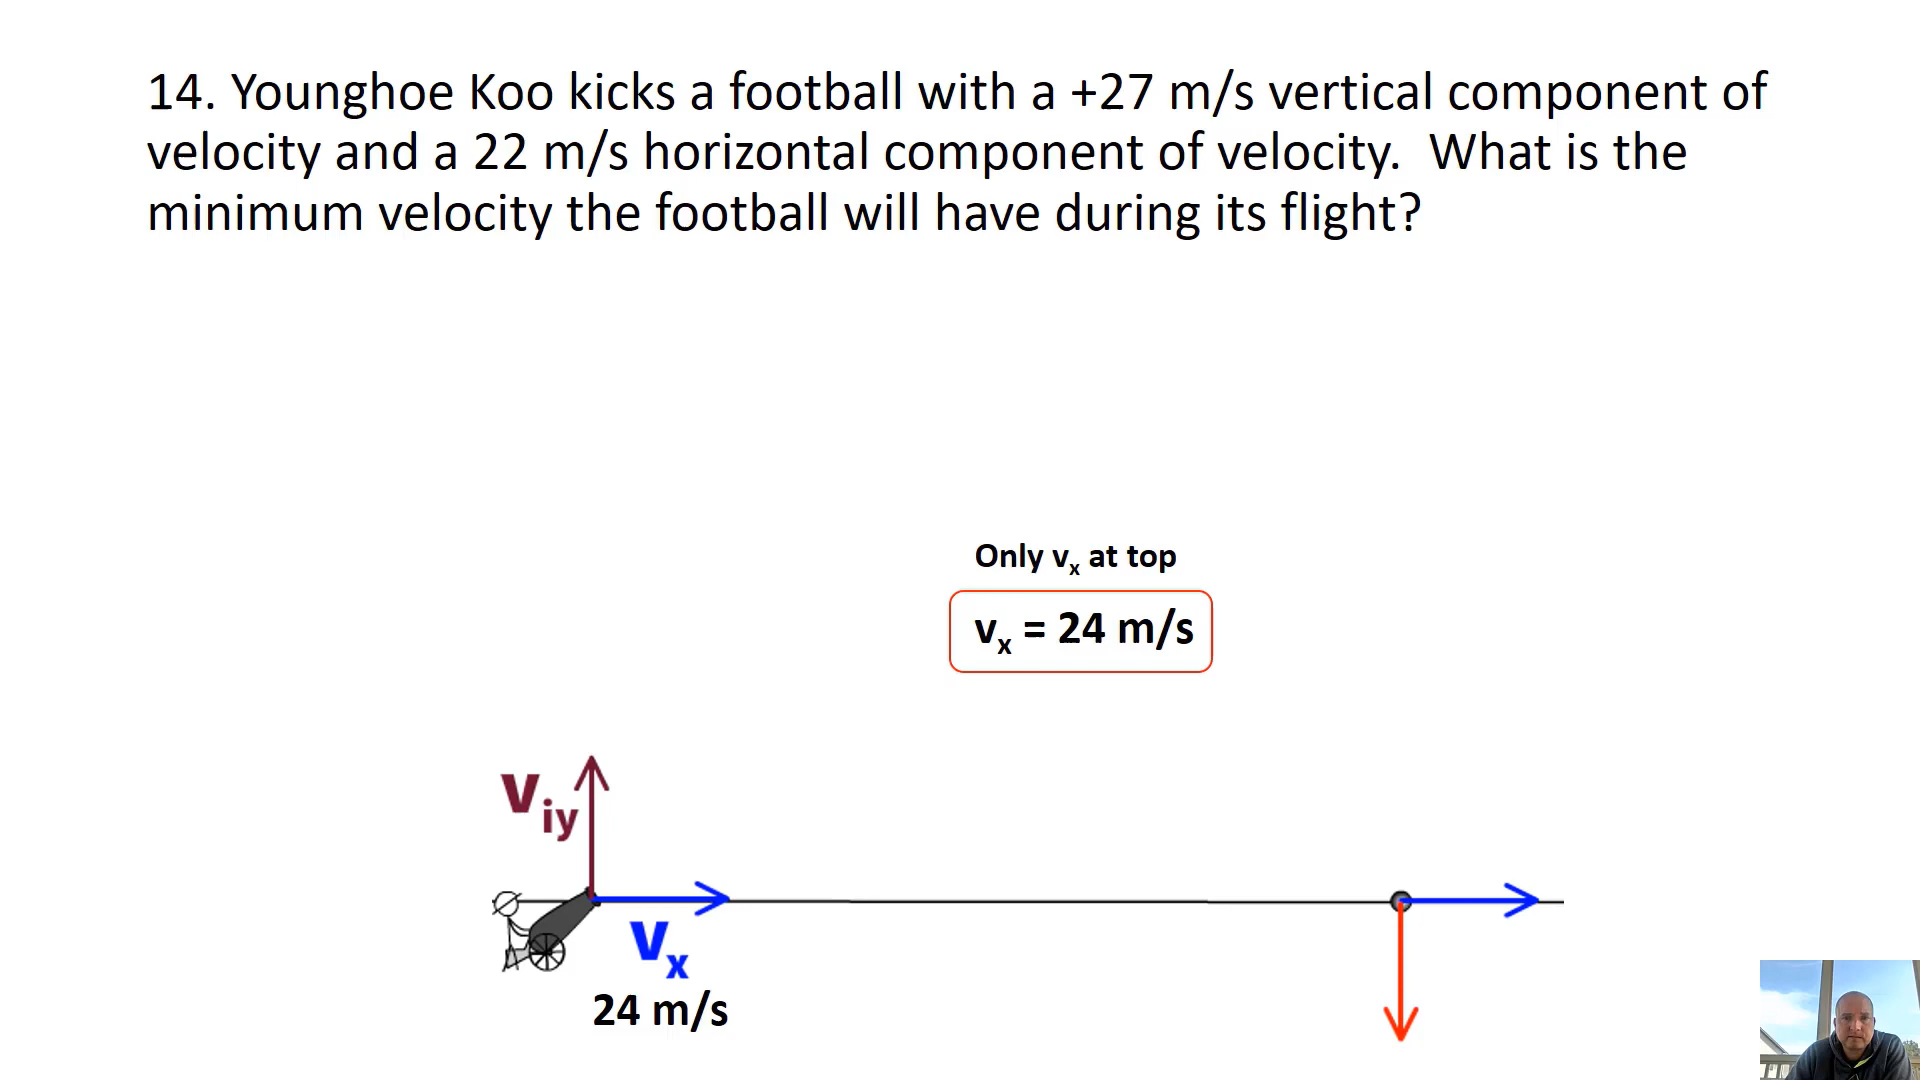 14. Younghoe Koo kicks a football with a +27 m/s vertical component of
velocity and a 22 m/s horizontal component of velocity.  What is the
minimum velocity the football will have during its flight?
Only vx at top
vx = 24 m/s
viy
vx
24 m/s